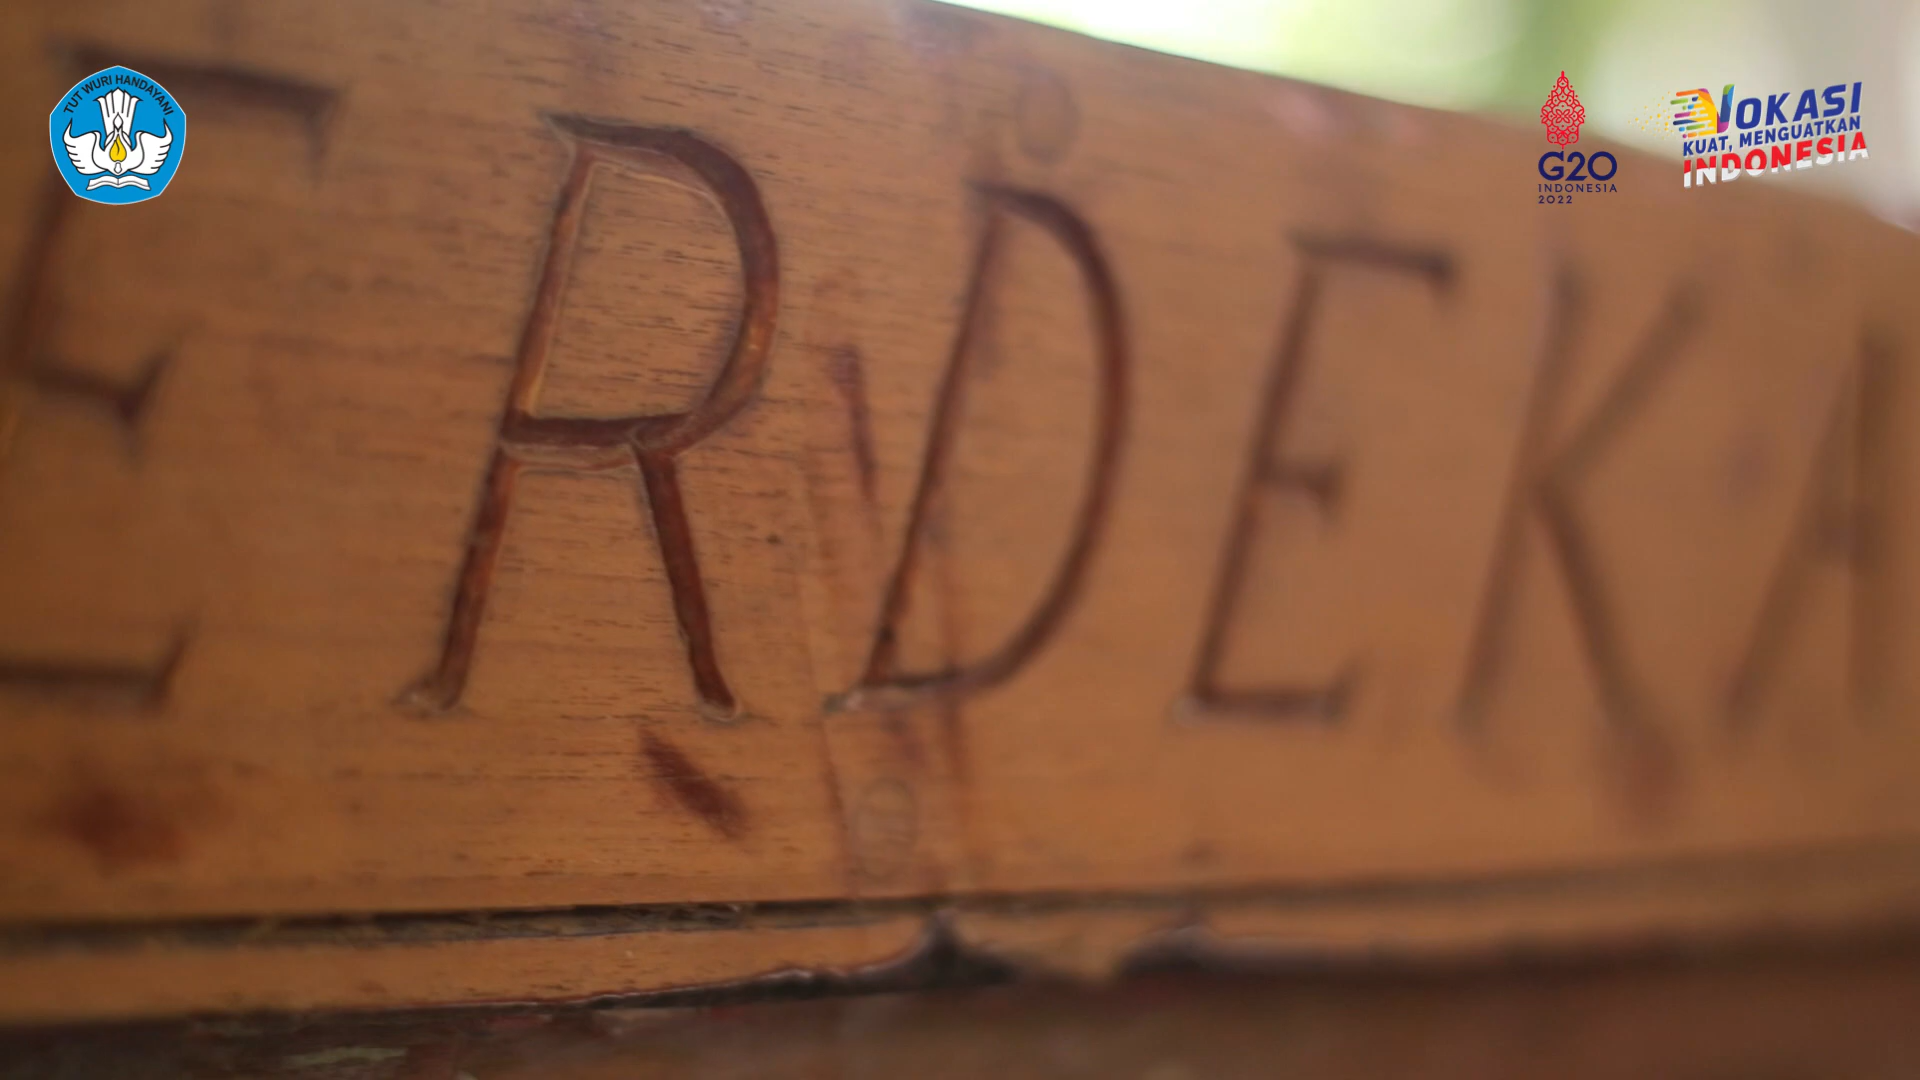 TUT WURI HANDAYANI
G20
INDONESIA
2022
VOKASI
KUAT, MENGUATKAN
INDONESIA
ERDEKA